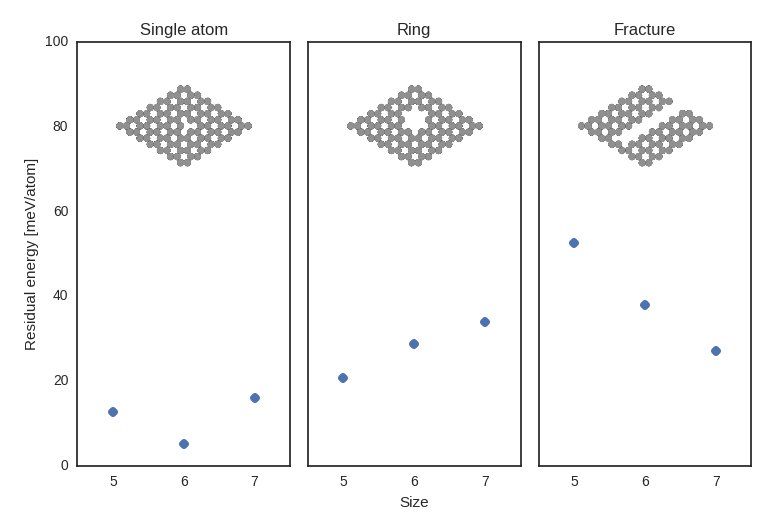 Single atom
Ring
Fracture
100
80
60
40
20
0
Residual energy [meV/atom]
5 6 7
5 6 7
5 6 7
Size